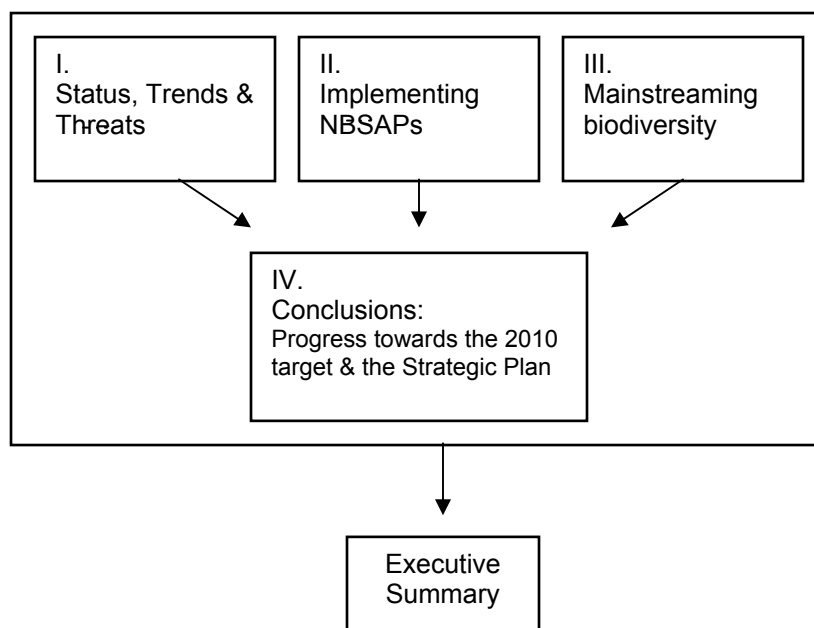 I.
Status, Trends &
Threats
II.
Implementing
NBSAPs
III.
Mainstreaming
biodiversity
IV.
Conclusions:
Progress towards the 2010
target & the Strategic Plan
Executive
Summary